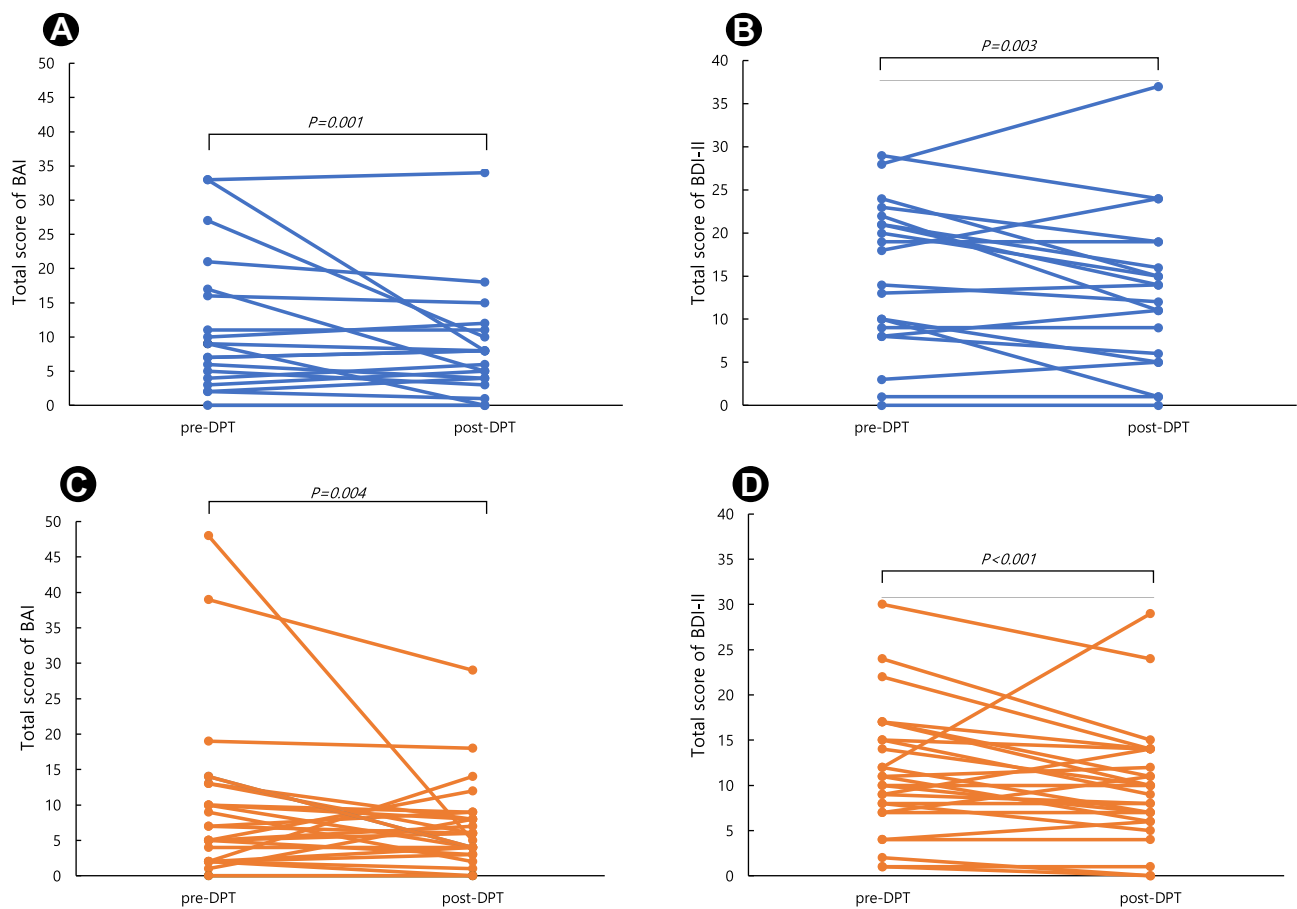 A
P=0.001
Total score of BAI
50
45
40
35
30
25
20
15
10
5
0
pre-DPT
post-DPT
B
P=0.003
Total score of BDI-II
40
35
30
25
20
15
10
5
0
pre-DPT
post-DPT
C
P=0.004
Total score of BAI
50
45
40
35
30
25
20
15
10
5
0
pre-DPT
post-DPT
D
P<0.001
Total score of BDI-II
40
35
30
25
20
15
10
5
0
pre-DPT
post-DPT